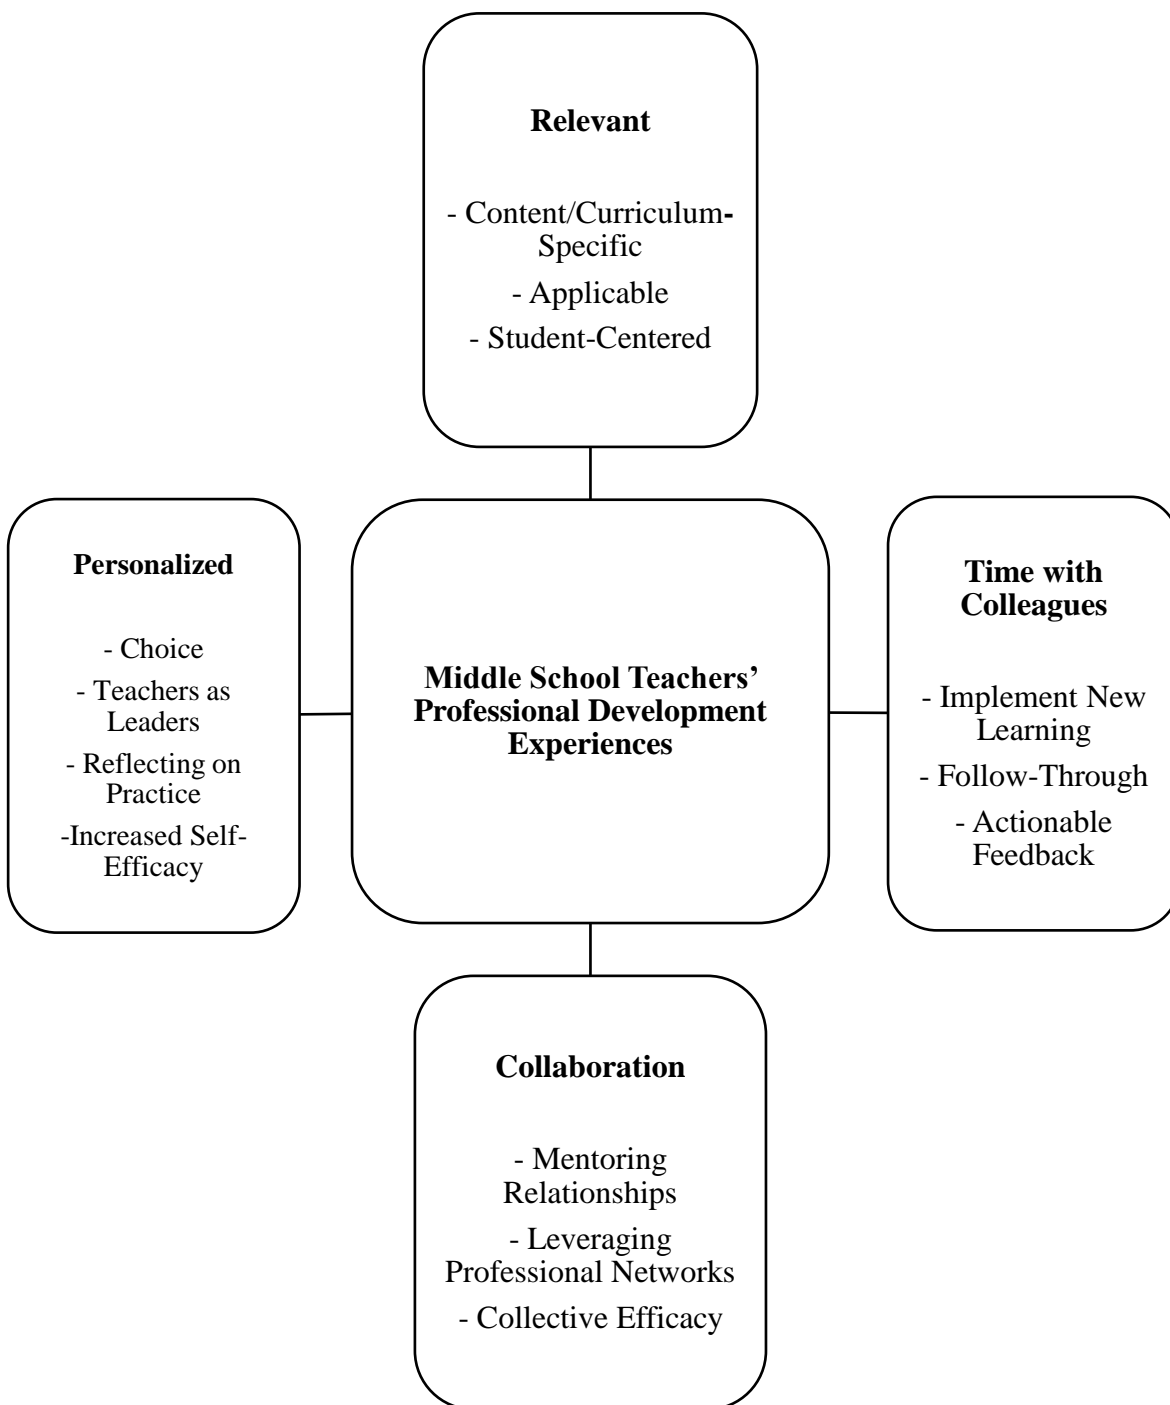 Relevant
- Content/Curriculum-
Specific
- Applicable
- Student-Centered
Personalized
- Choice
- Teachers as
Leaders
- Reflecting on
Practice
-Increased Self-
Efficacy
Middle School Teachers’
Professional Development
Experiences
Time with
Colleagues
- Implement New
Learning
- Follow-Through
- Actionable
Feedback
Collaboration
- Mentoring
Relationships
- Leveraging
Professional Networks
- Collective Efficacy